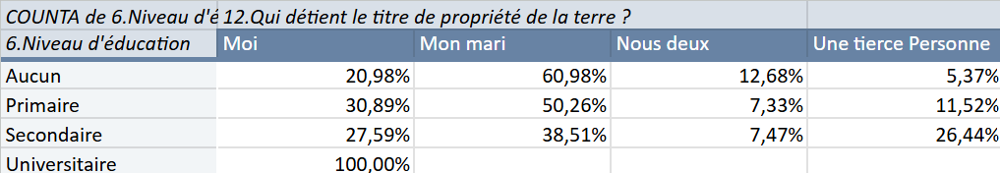 COUNTA de 6.Niveau d'é 12.Qui détient le titre de propriété de la terre ?
6.Niveau d'éducation Moi Mon mari Nous deux Une tierce Personne
Aucun 20,98% 60,98% 12,68% 5,37%
Primaire 30,89% 50,26% 7,33% 11,52%
Secondaire 27,59% 38,51% 7,47% 26,44%
Universitaire 100,00%